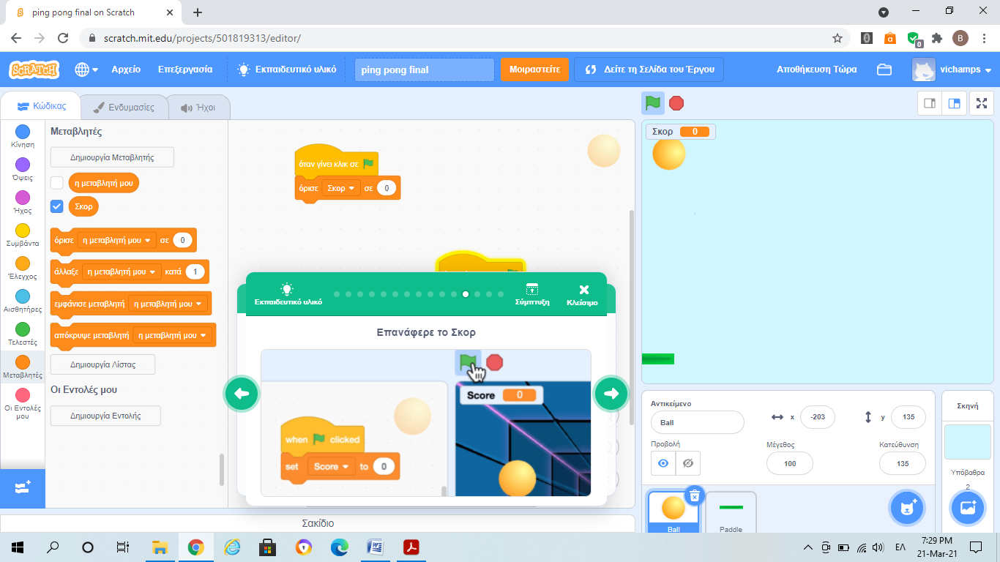 ping pong final on Scratch
scratch.mit.edu/projects/501819313/editor/
0
B
SCRATCH
Αρχείο
Επεξεργασία
Εκπαιδευτικό υλικό
ping pong final
Μοιραστείτε
Δείτε τη Σελίδα του Έργου
Αποθήκευση Τώρα
vichamps
Κώδικας
Ενδυμασίες
Ήχοι
Κίνηση
Όψεις
Ήχος
Συμβάντα
Έλεγχος
Αισθητήρες
Τελεστές
Μεταβλητές
Οι Εντολές μου
Μεταβλητές
Δημιουργία Μεταβλητής
η μεταβλητή μου
Σκορ
όρισε η μεταβλητή μου σε 0
άλλαξε η μεταβλητή μου κατά 1
εμφάνισε μεταβλητή η μεταβλητή μου
απόκρυψε μεταβλητή η μεταβλητή μου
Δημιουργία Λίστας
Οι Εντολές μου
Δημιουργία Εντολής
όταν γίνει κλικ σε
όρισε Σκορ σε 0
Εκπαιδευτικό υλικό
Σύμπτυξη
Κλείσιμο
Επανάφερε το Σκορ
when clicked
set Score to 0
Score 0
Σακίδιο
Σκορ 0
Αντικείμενο
Ball
x -203
y 135
Προβολή
Μέγεθος
100
Κατεύθυνση
135
Ball
Paddle
Σκηνή
Υπόβαθρα
2
ΕΛ
7:29 PM
21-Mar-21